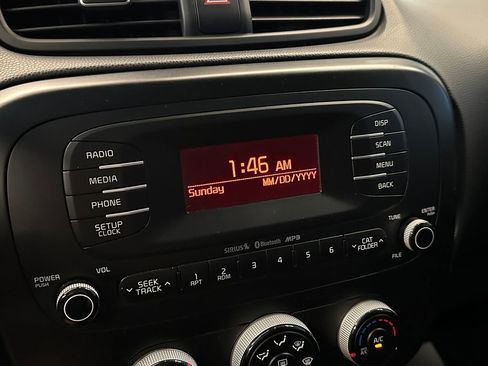 RADIO
MEDIA
PHONE
SETUP
CLOCK
1:46 AM
Sunday MM/DD/YYYY
DISP
SCAN
MENU
BACK
SIRIUS Bluetooth MP3
POWER
PUSH
VOL
SEEK
TRACK
1
RPT
2
RDM
3
4
5
6
CAT
FOLDER
TUNE
FILE
ENTER
PUSH
A/C